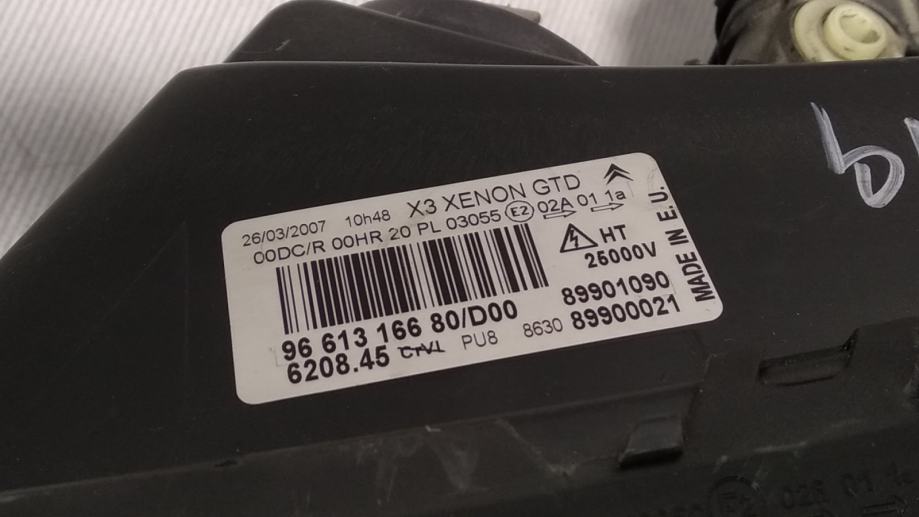 26/03/2007 10h48 X3 XENON GTD
00DC/R 00HR 20 PL 03055 E2 02A 01 1a
HT
25000V
MADE IN E.U.
96 613 166 80/D00 89901090
6208.45 CrVL PU8 8630 89900021